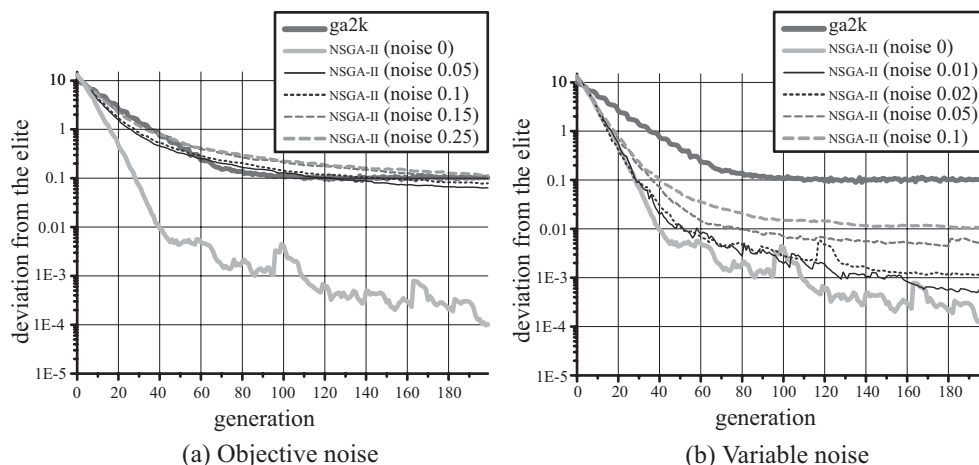 ga2k
NSGA-II (noise 0)
NSGA-II (noise 0.05)
NSGA-II (noise 0.1)
NSGA-II (noise 0.15)
NSGA-II (noise 0.25)
deviation from the elite
10
1
0.1
0.01
1E-3
1E-4
1E-5
0 20 40 60 80 100 120 140 160 180
generation
(a) Objective noise
ga2k
NSGA-II (noise 0)
NSGA-II (noise 0.01)
NSGA-II (noise 0.02)
NSGA-II (noise 0.05)
NSGA-II (noise 0.1)
deviation from the elite
10
1
0.1
0.01
1E-3
1E-4
1E-5
0 20 40 60 80 100 120 140 160 180
generation
(b) Variable noise